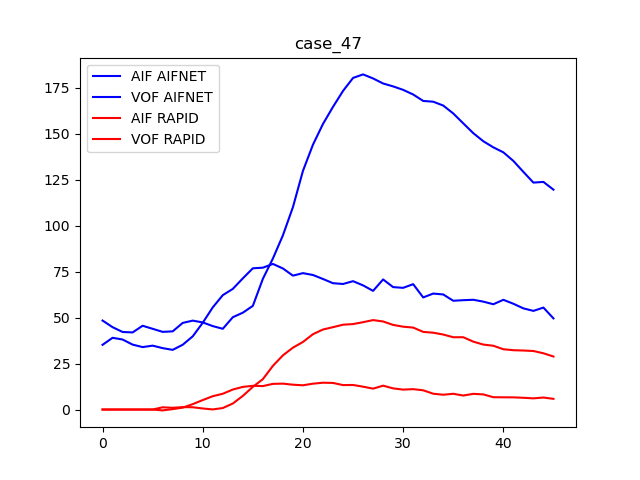 case_47
AIF AIFNET
VOF AIFNET
AIF RAPID
VOF RAPID
175
150
125
100
75
50
25
0
0 10 20 30 40